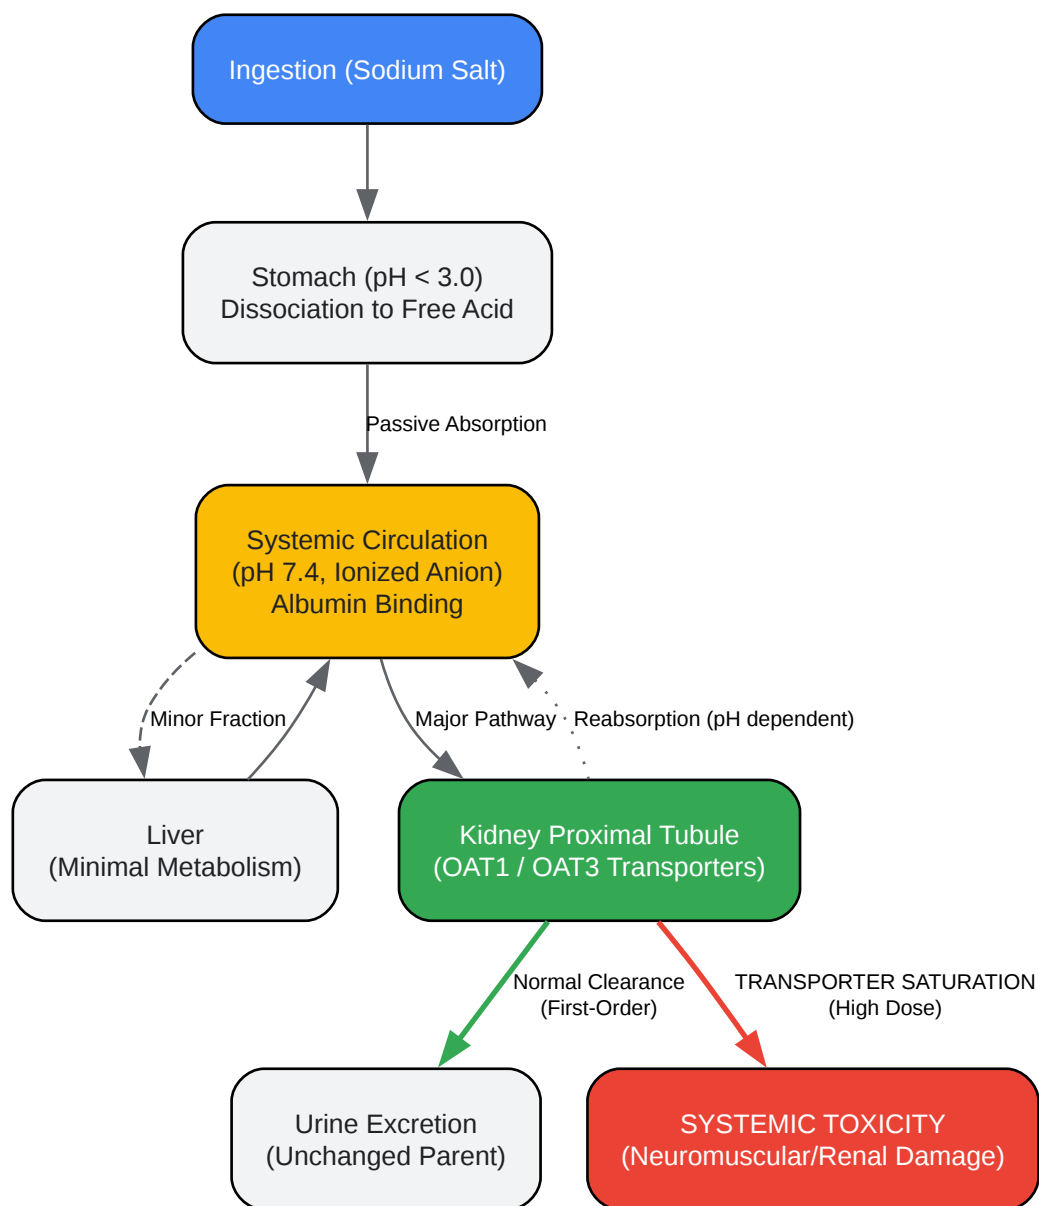 Ingestion (Sodium Salt)
Stomach (pH < 3.0)
Dissociation to Free Acid
Passive Absorption
Systemic Circulation
(pH 7.4, Ionized Anion)
Albumin Binding
Minor Fraction
Major Pathway
Reabsorption (pH dependent)
Liver
(Minimal Metabolism)
Kidney Proximal Tubule
(OAT1 / OAT3 Transporters)
Normal Clearance
(First-Order)
TRANSPORTER SATURATION
(High Dose)
Urine Excretion
(Unchanged Parent)
SYSTEMIC TOXICITY
(Neuromuscular/Renal Damage)